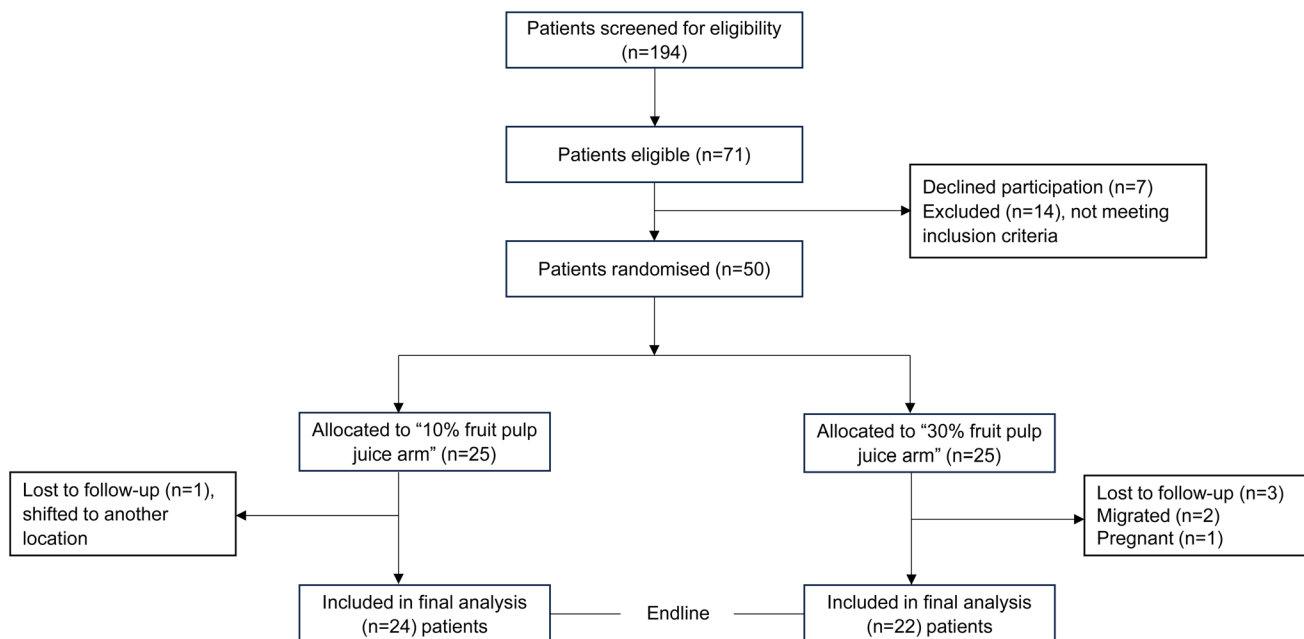 Patients screened for eligibility
(n=194)
Patients eligible (n=71)
Declined participation (n=7)
Excluded (n=14), not meeting
inclusion criteria
Patients randomised (n=50)
Allocated to “10% fruit pulp
juice arm” (n=25)
Allocated to “30% fruit pulp
juice arm” (n=25)
Lost to follow-up (n=1),
shifted to another
location
Lost to follow-up (n=3)
Migrated (n=2)
Pregnant (n=1)
Included in final analysis
(n=24) patients
Endline
Included in final analysis
(n=22) patients